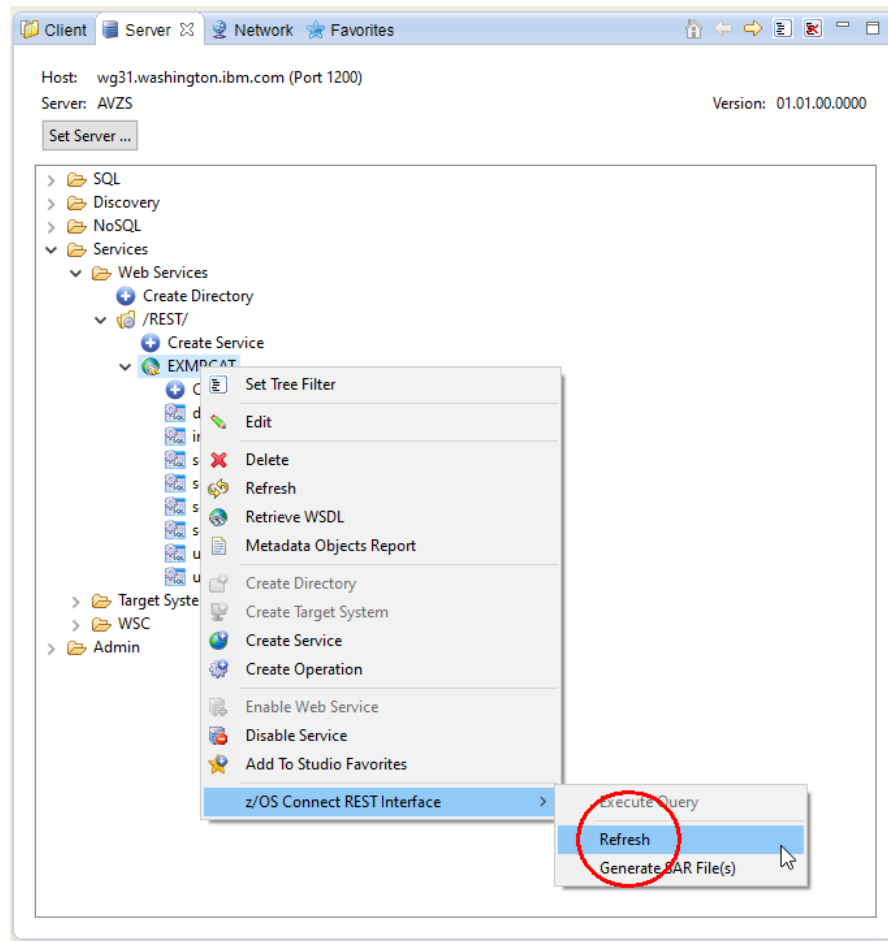 Client Server Network Favorites
Host: wg31.washington.ibm.com (Port 1200)
Server: AVZS Version: 01.01.00.0000
Set Server ...
SQL
Discovery
NoSQL
Services
Web Services
Create Directory
/REST/
Create Service
EXMPCAT
Set Tree Filter
Edit
Delete
Refresh
Retrieve WSDL
Metadata Objects Report
Create Directory
Target Syste
Create Target System
WSC
Create Service
Admin
Create Operation
Enable Web Service
Disable Service
Add To Studio Favorites
z/OS Connect REST Interface
Execute Query
Refresh
Generate SAR File(s)